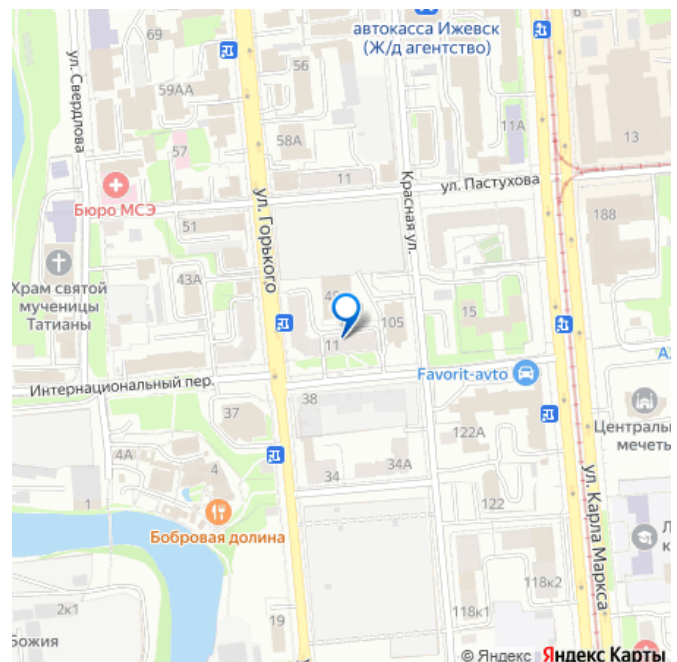 69
ул. Свердлова
автокасса Ижевск
(Ж/д агентство)
6
56
59АА
58А
57
11А
13
11
ул. Пастухова
Бюро МСЭ
Красная ул.
51
188
ул. Горького
43А
Храм святой
мученицы
Татианы
105
15
11
Favorit-avto
Интернациональный пер.
38
37
122А
Центральн
мечеть
4А
4
34
34А
1
122
Бобровая долина
ул. Карла Маркса
118к2
2к1
118к1
19
Божия
© Яндекс Яндекс Карты